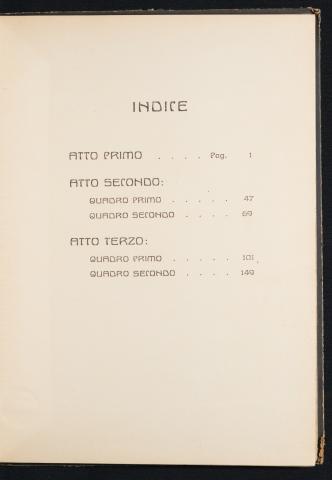 INDICE
ATTO PRIMO . . . . Pag. 1
ATTO SECONDO:
QUADRO PRIMO . . . . . 47
QUADRO SECONDO . . . . 69
ATTO TERZO:
QUADRO PRIMO . . . . . 101
QUADRO SECONDO . . . . 149